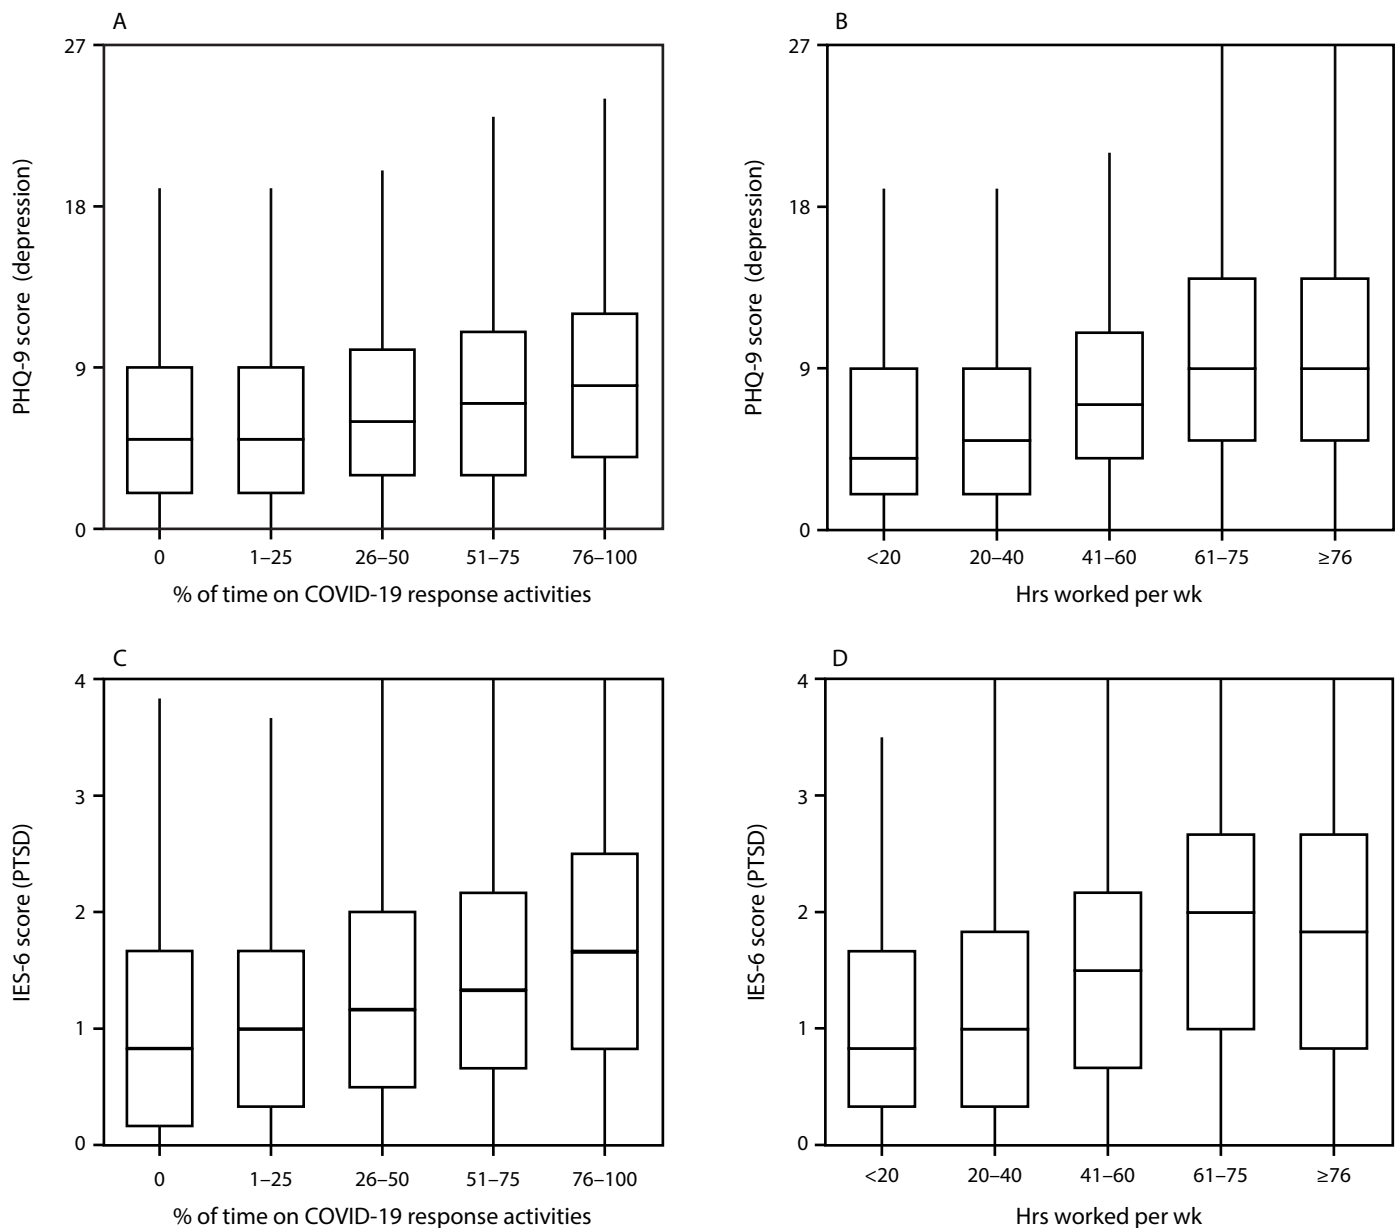 A
27
18
9
0
PHQ-9 score (depression)
0 1–25 26–50 51–75 76–100
% of time on COVID-19 response activities
B
27
18
9
0
PHQ-9 score (depression)
<20 20–40 41–60 61–75 ≥76
Hrs worked per wk
C
4
3
2
1
0
IES-6 score (PTSD)
0 1–25 26–50 51–75 76–100
% of time on COVID-19 response activities
D
4
3
2
1
0
IES-6 score (PTSD)
<20 20–40 41–60 61–75 ≥76
Hrs worked per wk